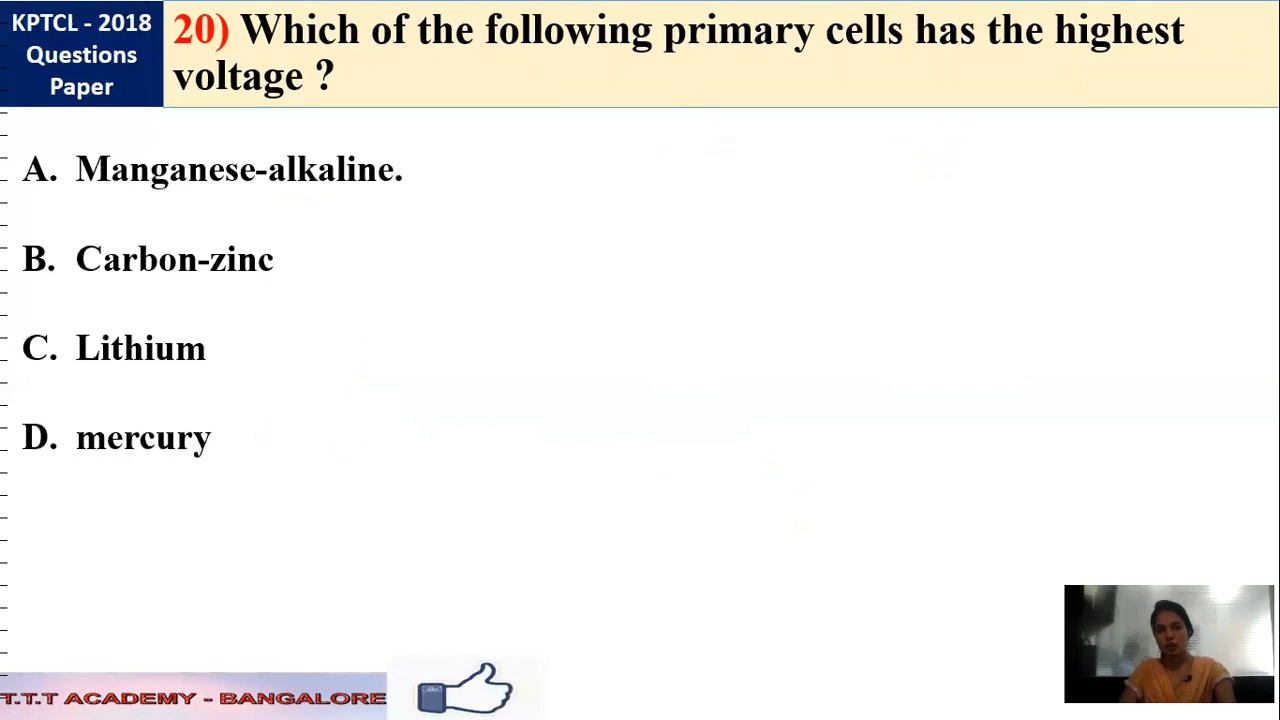 KPTCL - 2018
Questions
Paper
20) Which of the following primary cells has the highest
voltage ?
A. Manganese-alkaline.
B. Carbon-zinc
C. Lithium
D. mercury
T.T.T ACADEMY - BANGALORE